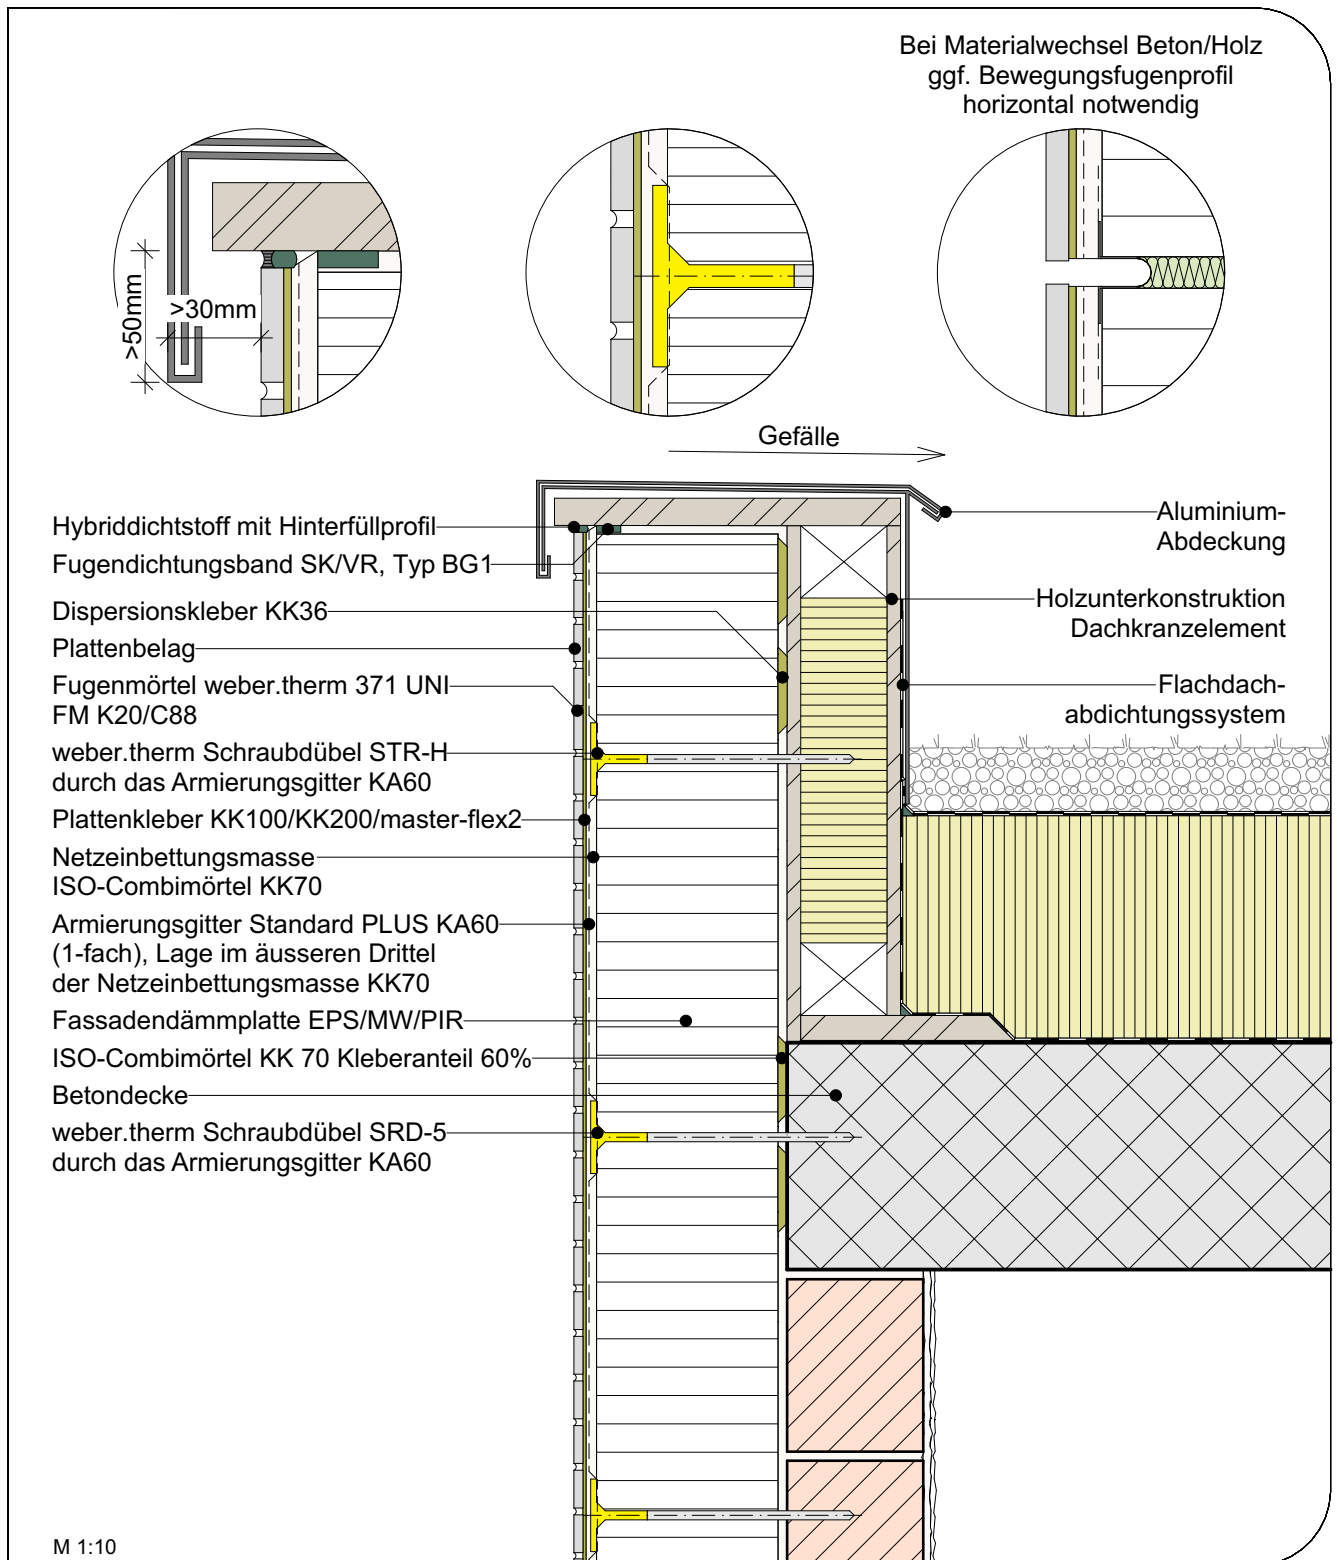 Bei Materialwechsel Beton/Holz
ggf. Bewegungsfugenprofil
horizontal notwendig
>50mm
>30mm
Gefälle
Hybriddichtstoff mit Hinterfüllprofil
Fugendichtungsband SK/VR, Typ BG1
Dispersionskleber KK36
Plattenbelag
Fugenmörtel weber.therm 371 UNI
FM K20/C88
weber.therm Schraubdübel STR-H
durch das Armierungsgitter KA60
Plattenkleber KK100/KK200/master-flex2
Netzeinbettungsmasse
ISO-Combimörtel KK70
Armierungsgitter Standard PLUS KA60
(1-fach), Lage im äusseren Drittel
der Netzeinbettungsmasse KK70
Fassadendämmplatte EPS/MW/PIR
ISO-Combimörtel KK 70 Kleberanteil 60%
Betondecke
weber.therm Schraubdübel SRD-5
durch das Armierungsgitter KA60
Aluminium-
Abdeckung
Holzunterkonstruktion
Dachkranzelement
Flachdach-
abdichtungssystem
M 1:10